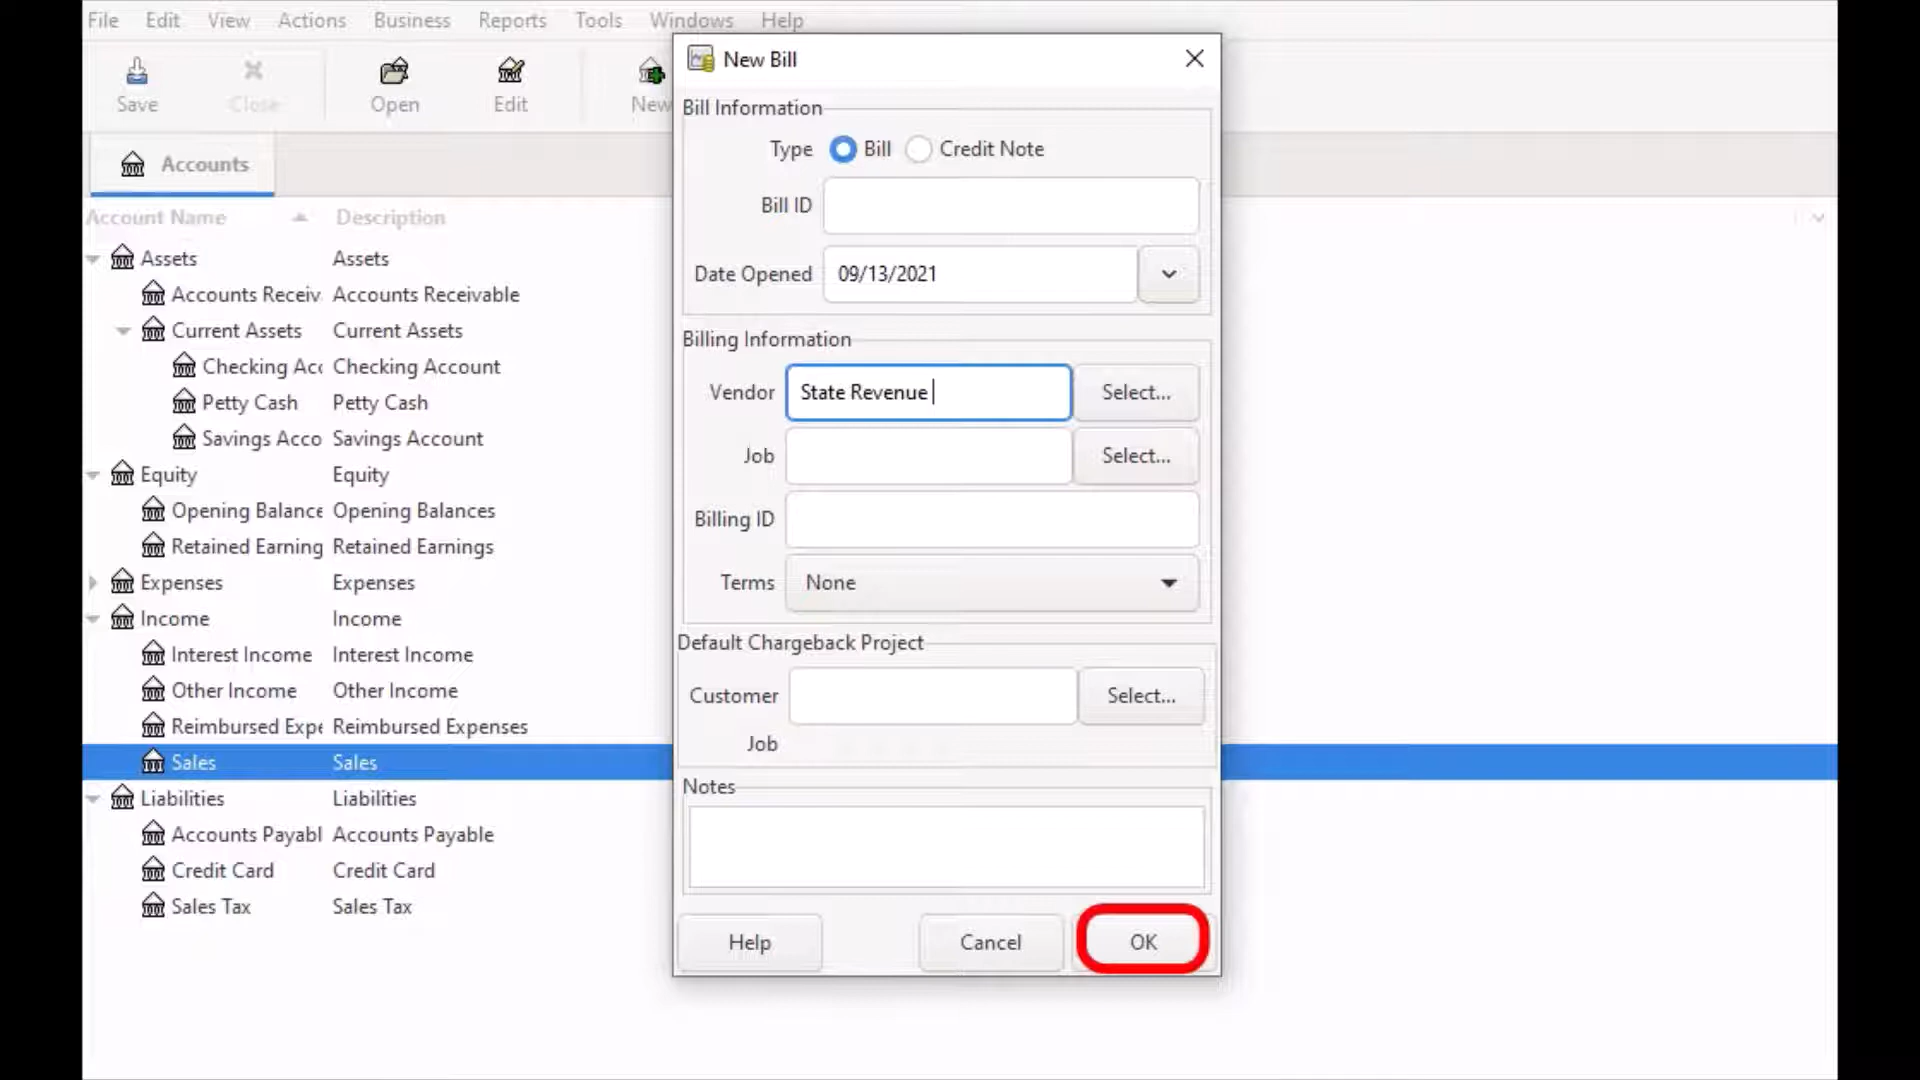 File Edit View Actions Business Reports Tools Windows Help
Save Close Open Edit New
Accounts
Account Name Description
Assets Assets
Accounts Receiv Accounts Receivable
Current Assets Current Assets
Checking Acc Checking Account
Petty Cash Petty Cash
Savings Acco Savings Account
Equity Equity
Opening Balance Opening Balances
Retained Earning Retained Earnings
Expenses Expenses
Income Income
Interest Income Interest Income
Other Income Other Income
Reimbursed Expe Reimbursed Expenses
Sales Sales
Liabilities Liabilities
Accounts Payabl Accounts Payable
Credit Card Credit Card
Sales Tax Sales Tax
New Bill
Bill Information
Type Bill Credit Note
Bill ID
Date Opened 09/13/2021
Billing Information
Vendor State Revenue Select...
Job Select...
Billing ID
Terms None
Default Chargeback Project
Customer Select...
Job
Notes
Help Cancel OK